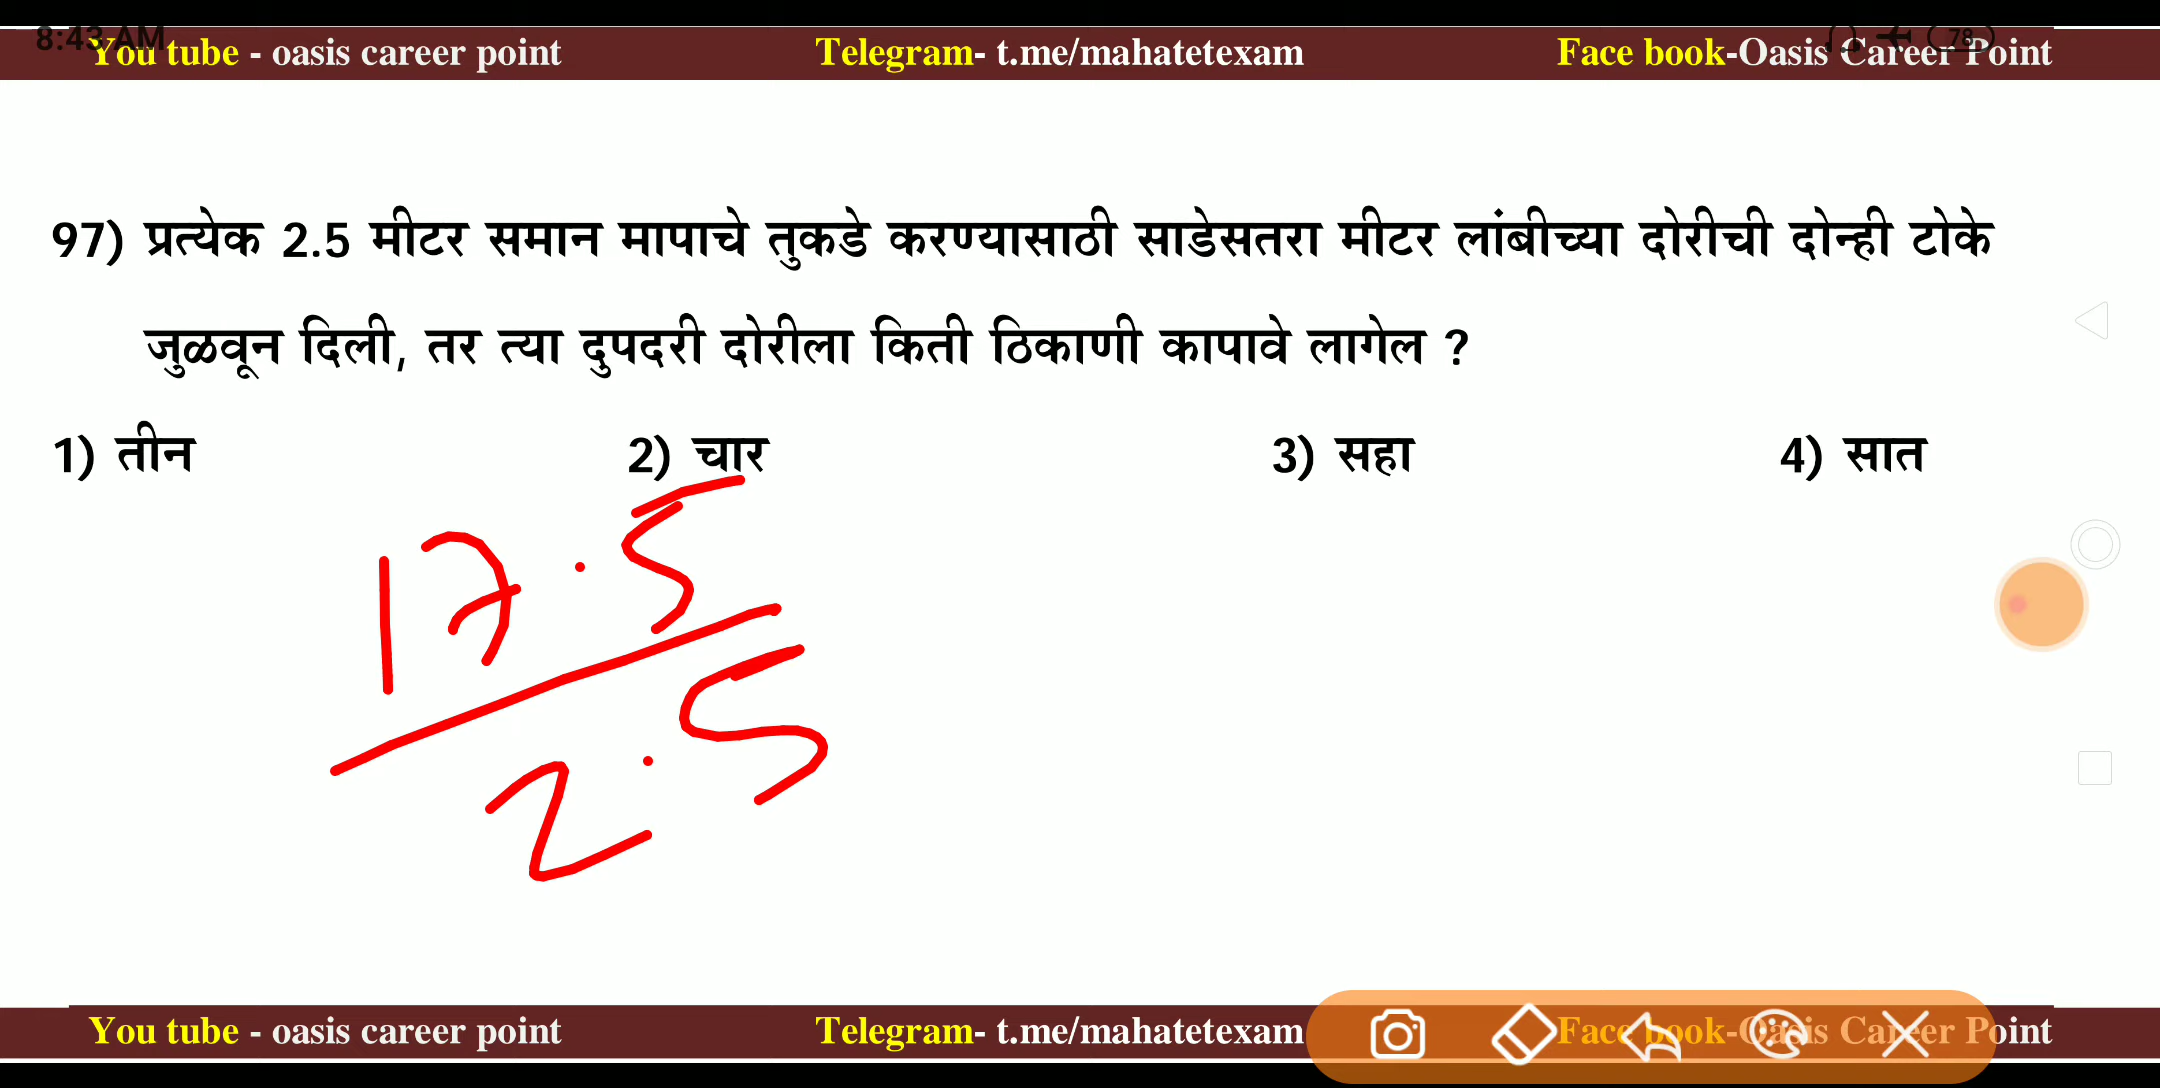 8:43 AM
78
You tube - oasis career point Telegram- t.me/mahatetexam Face book-Oasis Career Point
97) प्रत्येक 2.5 मीटर समान मापाचे तुकडे करण्यासाठी साडेसतरा मीटर लांबीच्या दोरीची दोन्ही टोके
जुळवून दिली, तर त्या दुपदरी दोरीला किती ठिकाणी कापावे लागेल ?
1) तीन 2) चार 3) सहा 4) सात
17.5
2.5
You tube - oasis career point Telegram- t.me/mahatetexam Face book-Oasis Career Point